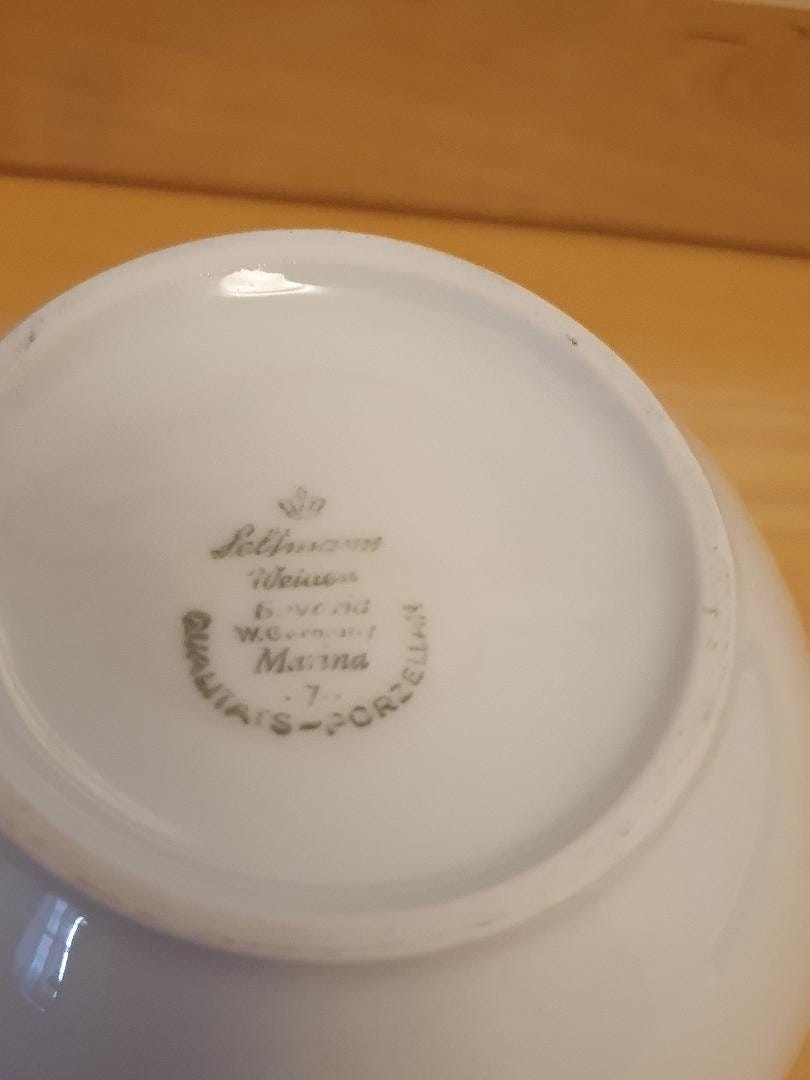 Seltmann
Weiden
Bavaria
W.Germany
Marina
- 7 -
QUALITÄTS-PORZELLAN